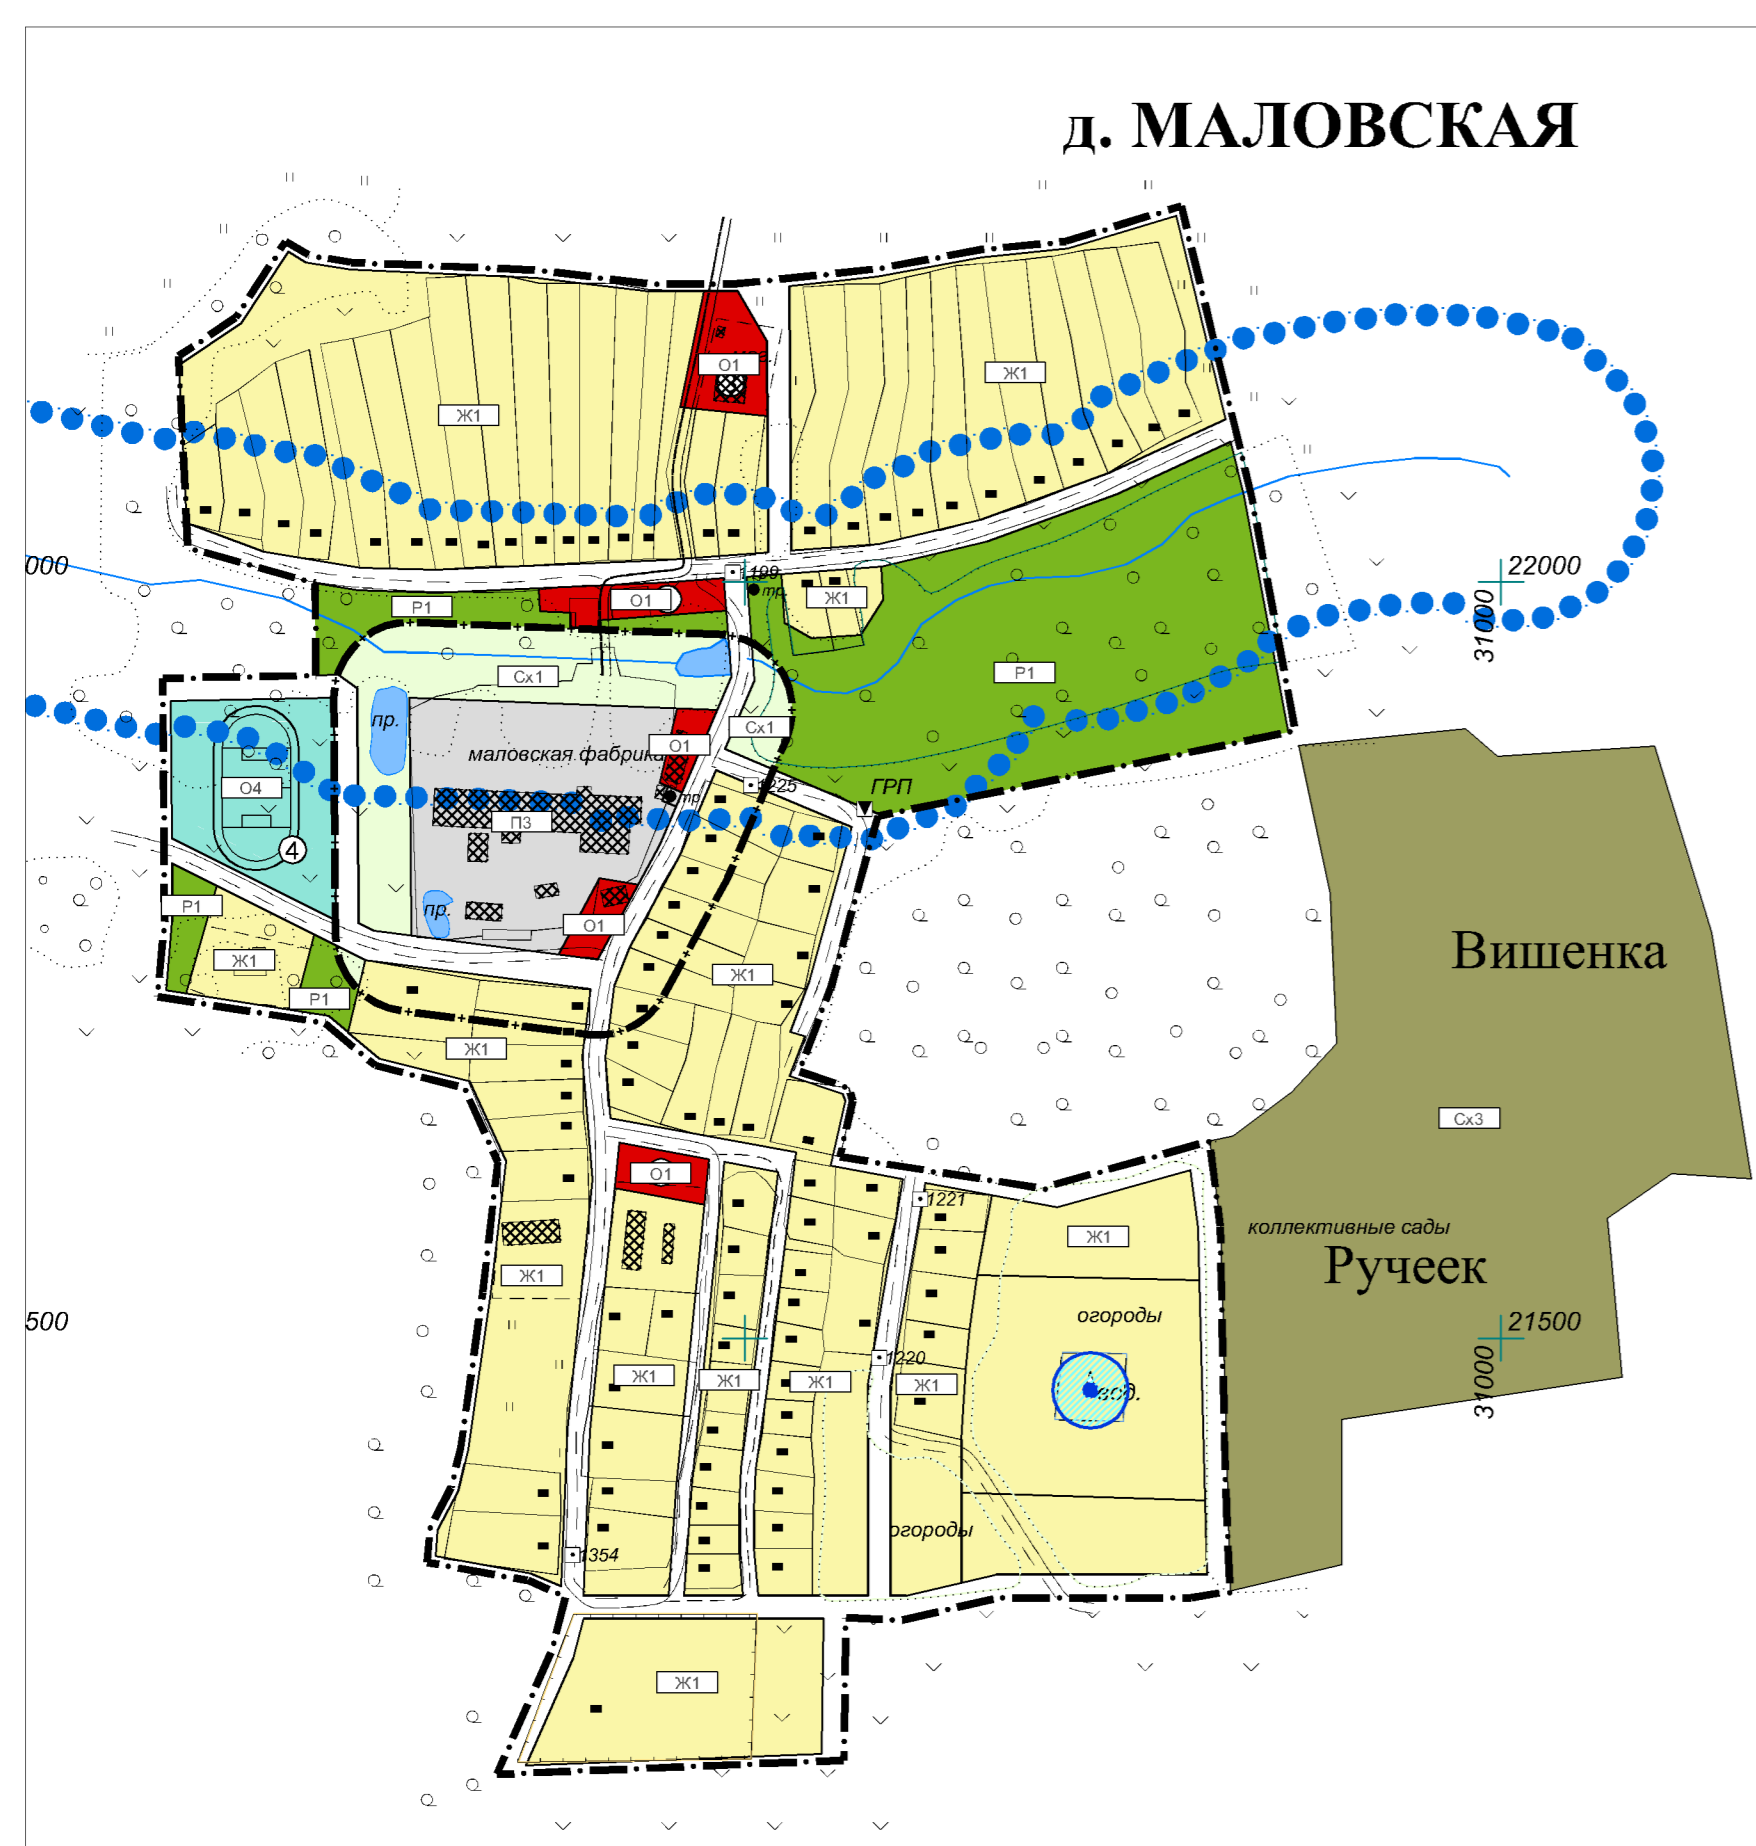 д. МАЛОВСКАЯ
О1
Ж1
Ж1
000
1199
22000
тр.
Ж1
О1
Р1
31000
Сх1
Р1
пр.
Сх1
О1
маловская фабрика
О4
1225
ГРП
тр
П3
4
Р1
пр.
О1
Вишенка
Ж1
Ж1
Р1
Ж1
Сх3
О1
1221
коллективные сады
Ж1
Ж1
Ручеек
огороды
500
21500
1220
Ж1
Ж1
Ж1
Ж1
31000
вод.
огороды
1354
Ж1